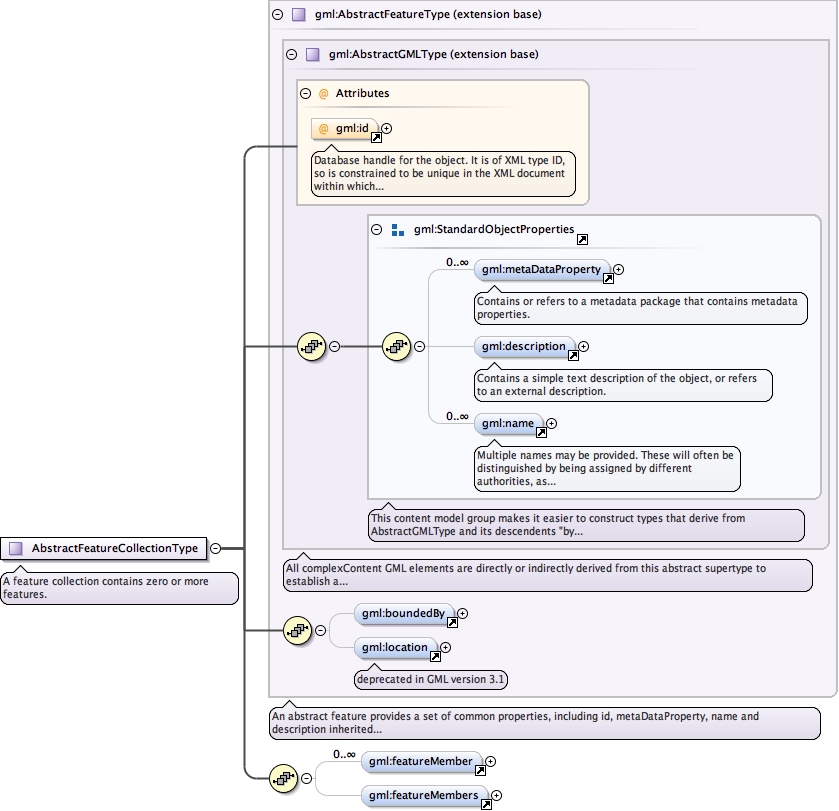 gml:AbstractFeatureType (extension base)
gml:AbstractGMLType (extension base)
@ Attributes
@ gml:id
Database handle for the object. It is of XML type ID,
so is constrained to be unique in the XML document
within which...
gml:StandardObjectProperties
0..∞
gml:metaDataProperty
Contains or refers to a metadata package that contains metadata
properties.
gml:description
Contains a simple text description of the object, or refers
to an external description.
0..∞
gml:name
Multiple names may be provided. These will often be
distinguished by being assigned by different
authorities, as...
This content model group makes it easier to construct types that derive from
AbstractGMLType and its descendents "by...
AbstractFeatureCollectionType
A feature collection contains zero or more
features.
All complexContent GML elements are directly or indirectly derived from this abstract supertype to
establish a...
gml:boundedBy
gml:location
deprecated in GML version 3.1
An abstract feature provides a set of common properties, including id, metaDataProperty, name and
description inherited...
0..∞
gml:featureMember
gml:featureMembers